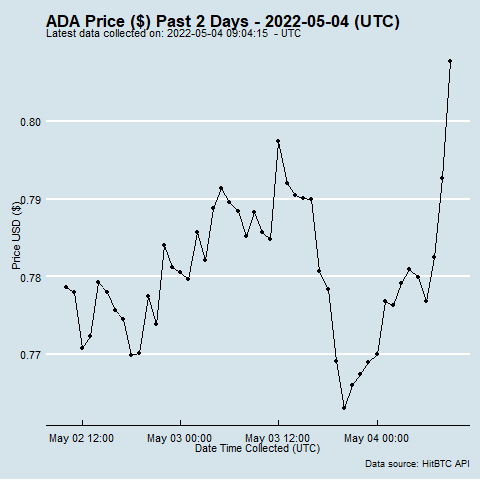 ADA Price ($) Past 2 Days - 2022-05-04 (UTC)
Latest data collected on: 2022-05-04 09:04:15 - UTC
0.80
0.79
0.78
0.77
Price USD ($)
May 02 12:00
May 03 00:00
May 03 12:00
May 04 00:00
Date Time Collected (UTC)
Data source: HitBTC API